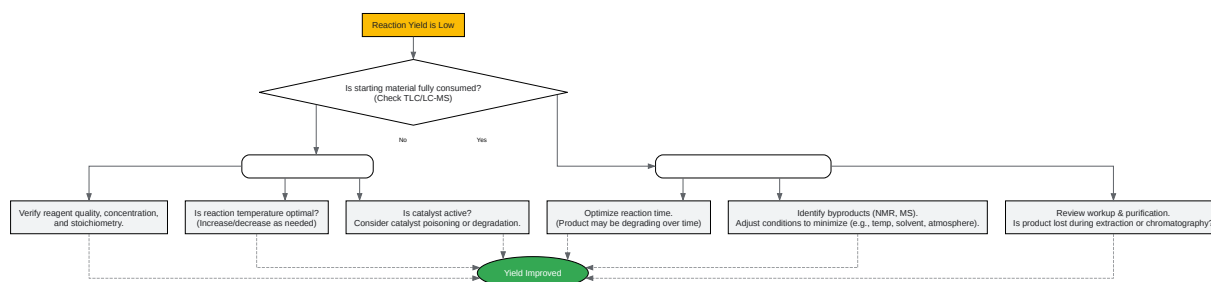 Reaction Yield is Low
Is starting material fully consumed?
(Check TLC/LC-MS)
No
Yes
Verify reagent quality, concentration,
and stoichiometry.
Is reaction temperature optimal?
(Increase/decrease as needed)
Is catalyst active?
Consider catalyst poisoning or degradation.
Optimize reaction time.
(Product may be degrading over time)
Identify byproducts (NMR, MS).
Adjust conditions to minimize (e.g., temp, solvent, atmosphere).
Review workup & purification.
Is product lost during extraction or chromatography?
Yield Improved